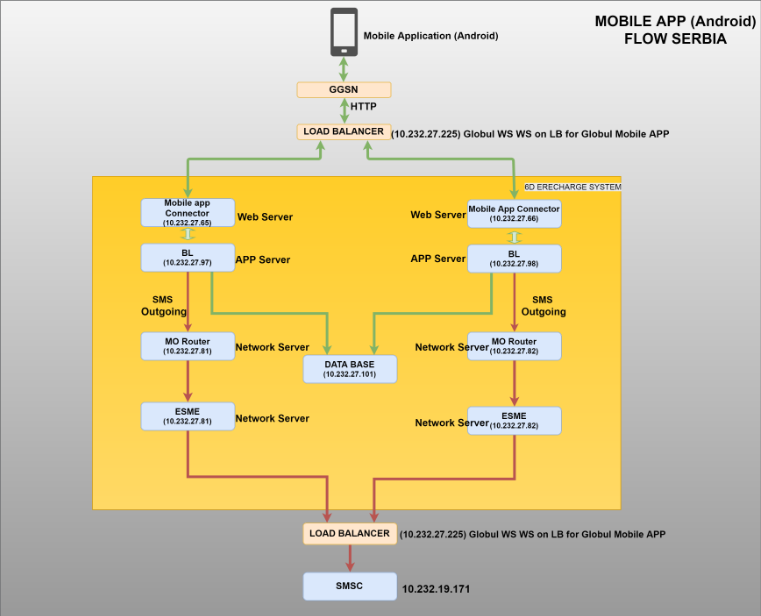 MOBILE APP (Android)
FLOW SERBIA
Mobile Application (Android)
GGSN
HTTP
LOAD BALANCER
(10.232.27.225) Globul WS WS on LB for Globul Mobile APP
6D ERECHARGE SYSTEM
Mobile app
Connector
(10.232.27.65)
Web Server
Web Server
Mobile App Connector
(10.232.27.66)
BL
(10.232.27.97)
APP Server
APP Server
BL
(10.232.27.98)
SMS
Outgoing
SMS
Outgoing
MO Router
(10.232.27.81)
Network Server
Network Server
MO Router
(10.232.27.82)
DATA BASE
(10.232.27.101)
ESME
(10.232.27.81)
Network Server
Network Server
ESME
(10.232.27.82)
LOAD BALANCER
(10.232.27.225) Globul WS WS on LB for Globul Mobile APP
SMSC
10.232.19.171